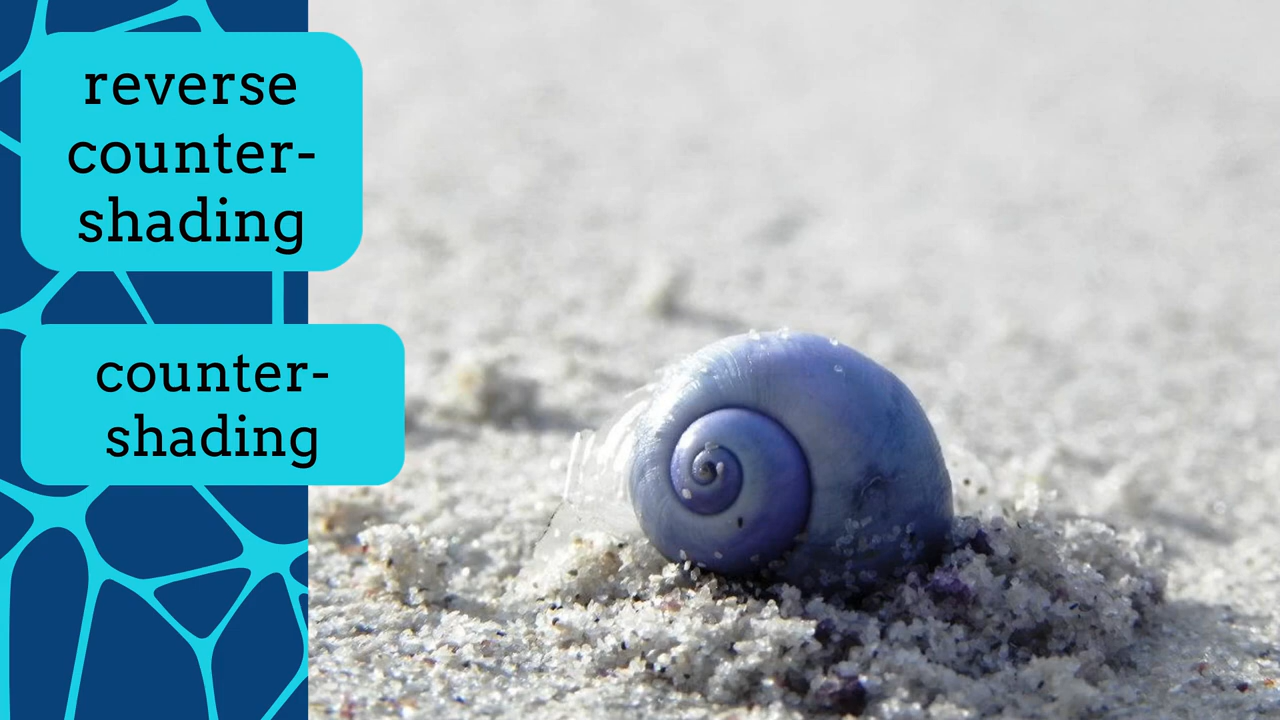 reverse
counter-
shading
counter-
shading